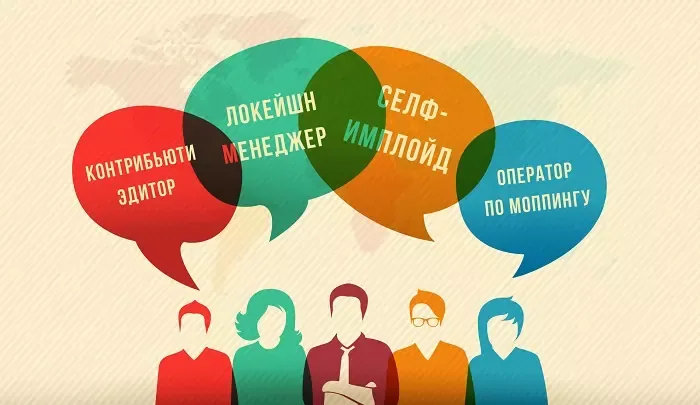 КОНТРИБЬЮТИ
ЭДИТОР
ЛОКЕЙШН
МЕНЕДЖЕР
СЕЛФ-
ИМПЛОЙД
ОПЕРАТОР
ПО МОППИНГУ